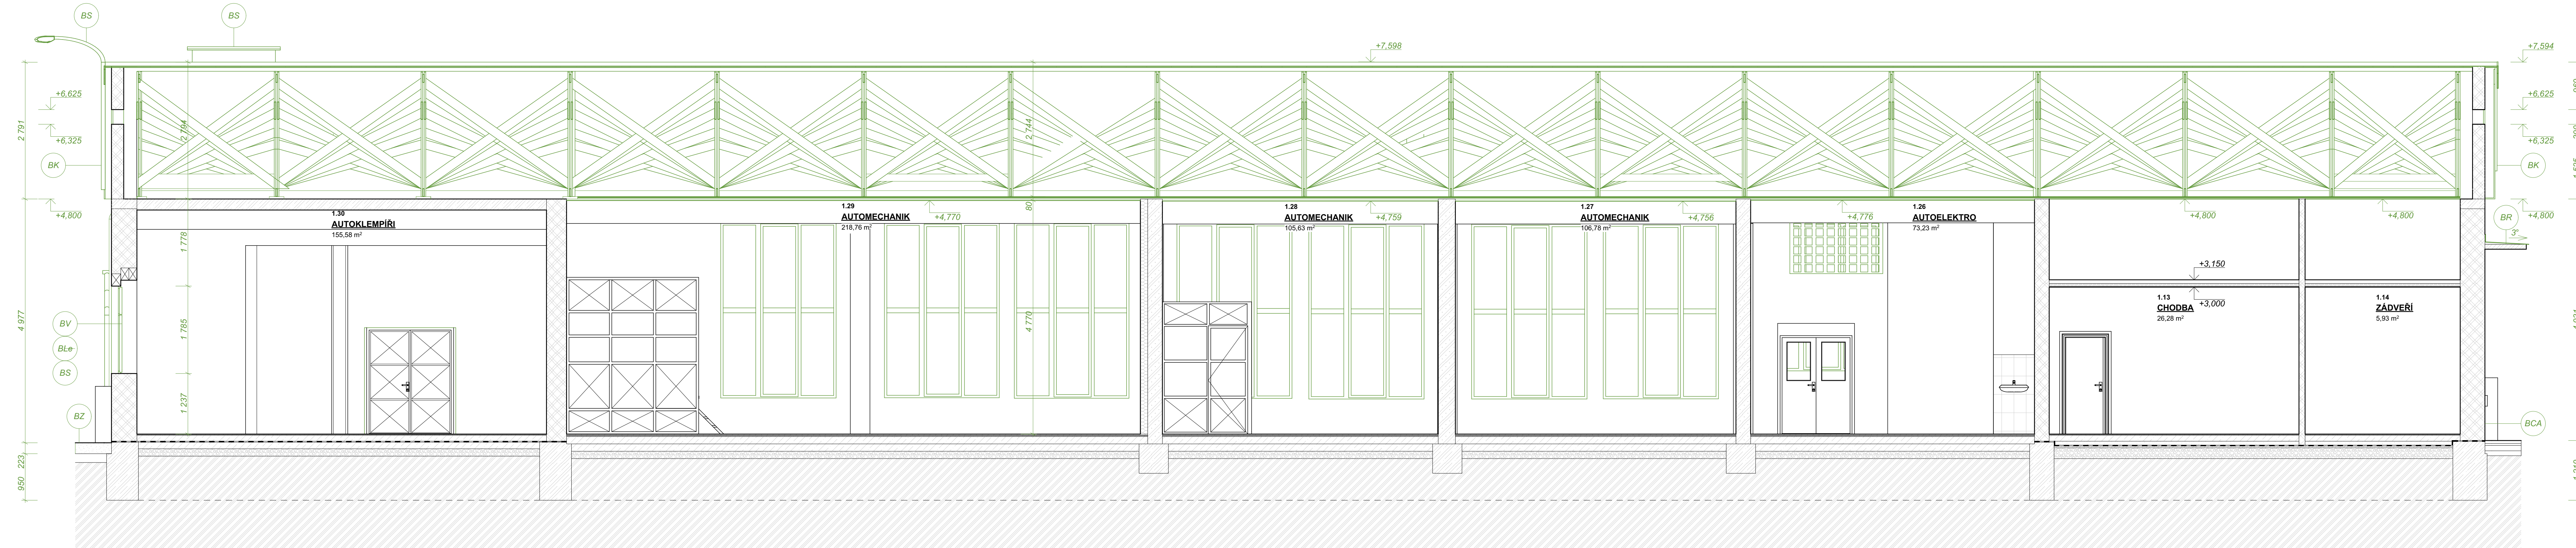 BS
BS
+7,598
+7,594
+6,625
+6,625
2 791
2 794
2 744
+6,325
+6,325
BK
BK
+4,800
1.30
AUTOKLEMPÍŘI
155,58 m²
1.29
AUTOMECHANIK
218,76 m²
+4,770
80
1.28
AUTOMECHANIK
105,63 m²
+4,759
1.27
AUTOMECHANIK
106,78 m²
+4,756
+4,776
1.26
AUTOELEKTRO
73,23 m²
+4,800
+4,800
+4,800
BR
3°
1 778
+3,150
+3,000
4 977
1 785
4 770
BV
BLe
BS
1.13
CHODBA
26,28 m²
1.14
ZÁDVEŘÍ
5,93 m²
1 237
BZ
BCA
223
950